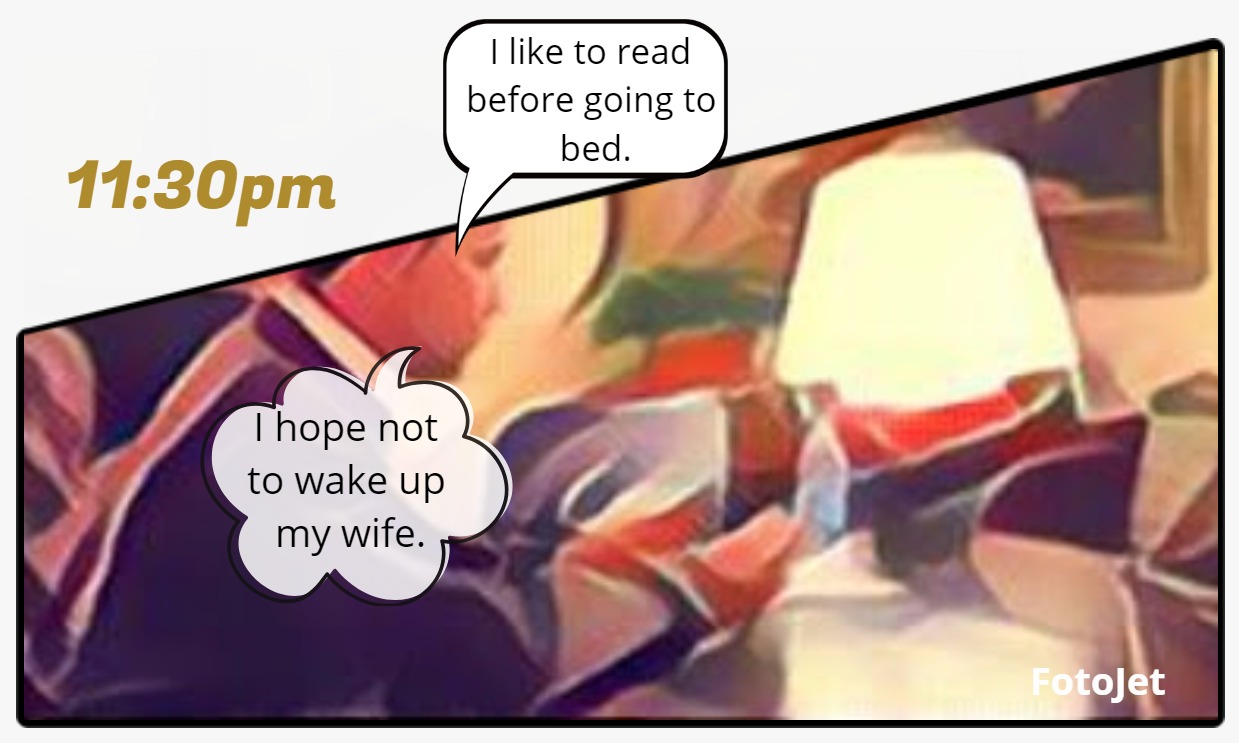 I like to read
before going to
bed.
11:30pm
I hope not
to wake up
my wife.
FotoJet